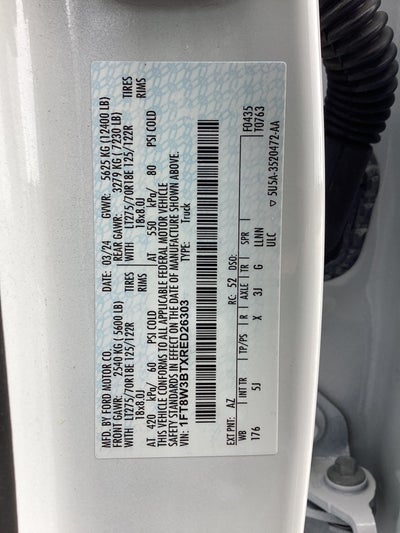 MFD. BY FORD MOTOR CO.
DATE: 03/24 GVWR: 5625 KG (12400 LB)
FRONT GAWR: 2540 KG (5600 LB) REAR GAWR: 3279 KG (7230 LB)
WITH LT275/70R18E 125/122R TIRES WITH LT275/70R18E 125/122R TIRES
18x8.0J RIMS 18x8.0J RIMS
AT 420 kPa/ 60 PSI COLD AT 550 kPa/ 80 PSI COLD
THIS VEHICLE CONFORMS TO ALL APPLICABLE FEDERAL MOTOR VEHICLE
SAFETY STANDARDS IN EFFECT ON THE DATE OF MANUFACTURE SHOWN ABOVE.
VIN: 1FT8W3BTXRED26303
TYPE: Truck
F0435
T0763
EXT PNT: AZ RC: 52 DSO:
WB INT TR TP/PS R AXLE TR SPR
176 5J X 3J G LLMN
ULC
5U5A-3520472-AA